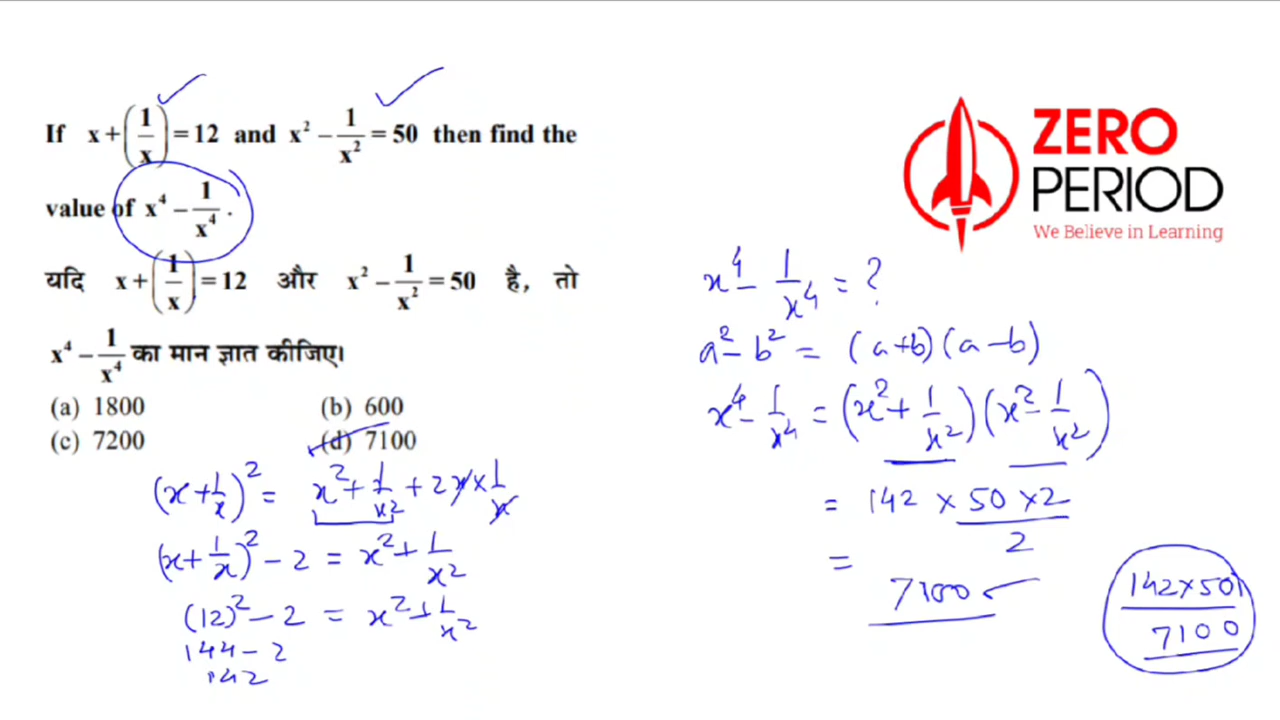 If x + (1/x) = 12 and x² − 1/x² = 50 then find the
value of x⁴ − 1/x⁴ .
यदि x + (1/x) = 12 और x² − 1/x² = 50 है, तो
x⁴ − 1/x⁴ का मान ज्ञात कीजिए।
(a) 1800 (b) 600
(c) 7200 (d) 7100
(x + 1/x)² = x² + 1/x² + 2x × 1/x
(x + 1/x)² − 2 = x² + 1/x²
(12)² − 2 = x² + 1/x²
144 − 2
142
ZERO
PERIOD
We Believe in Learning
x⁴ − 1/x⁴ = ?
a² − b² = (a+b)(a−b)
x⁴ − 1/x⁴ = (x² + 1/x²)(x² − 1/x²)
= 142 × 50 × 2 / 2
= 7100
142 × 50
7100